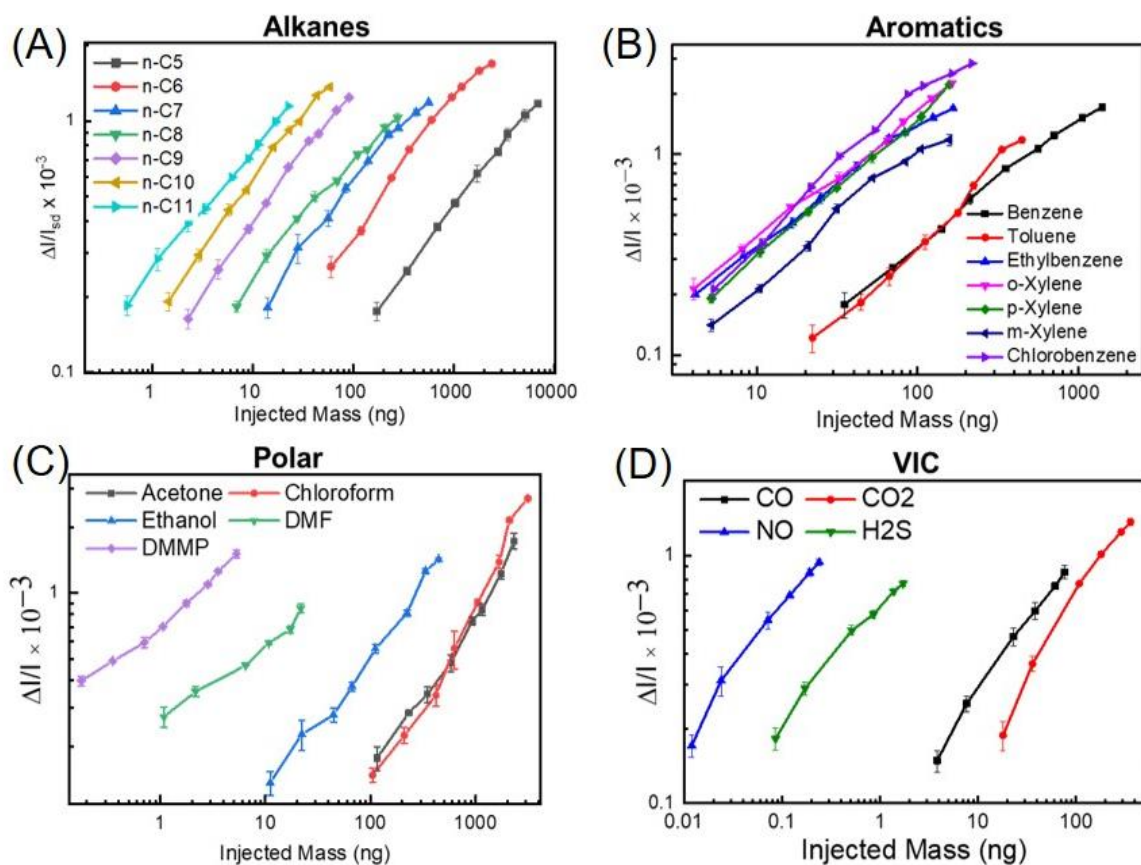 (A)
Alkanes
n-C5
n-C6
n-C7
n-C8
n-C9
n-C10
n-C11
ΔI/Isd x 10-3
1
0.1
1 10 100 1000 10000
Injected Mass (ng)
(B)
Aromatics
Benzene
Toluene
Ethylbenzene
o-Xylene
p-Xylene
m-Xylene
Chlorobenzene
ΔI/I × 10−3
1
0.1
10 100 1000
Injected Mass (ng)
(C)
Polar
Acetone Chloroform
Ethanol DMF
DMMP
ΔI/I × 10−3
1
1 10 100 1000
Injected Mass (ng)
(D)
VIC
CO CO2
NO H2S
ΔI/I × 10−3
1
0.1
0.01 0.1 1 10 100
Injected Mass (ng)